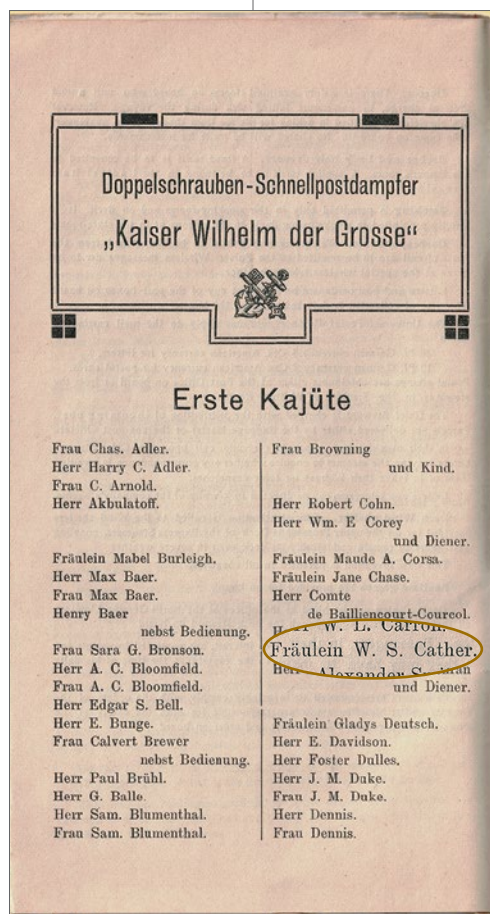 Doppelschrauben-Schnellpostdampfer
„Kaiser Wilhelm der Grosse“
Erste Kajüte
Frau Chas. Adler.
Herr Harry C. Adler.
Frau C. Arnold.
Herr Akbulatoff.
Fräulein Mabel Burleigh.
Herr Max Baer.
Frau Max Baer.
Henry Baer
nebst Bedienung.
Frau Sara G. Bronson.
Herr A. C. Bloomfield.
Frau A. C. Bloomfield.
Herr Edgar S. Bell.
Herr E. Bunge.
Frau Calvert Brewer
nebst Bedienung.
Herr Paul Brühl.
Herr G. Balle.
Herr Sam. Blumenthal.
Frau Sam. Blumenthal.
Frau Browning
und Kind.
Herr Robert Cohn.
Herr Wm. E Corey
und Diener.
Fräulein Maude A. Corsa.
Fräulein Jane Chase.
Herr Comte
de Bailliencourt-Courcol.
Herr W. L. Carron.
Fräulein W. S. Cather.
Herr Alexander
und Diener.
Fräulein Gladys Deutsch.
Herr E. Davidson.
Herr Foster Dulles.
Herr J. M. Duke.
Frau J. M. Duke.
Herr Dennis.
Frau Dennis.